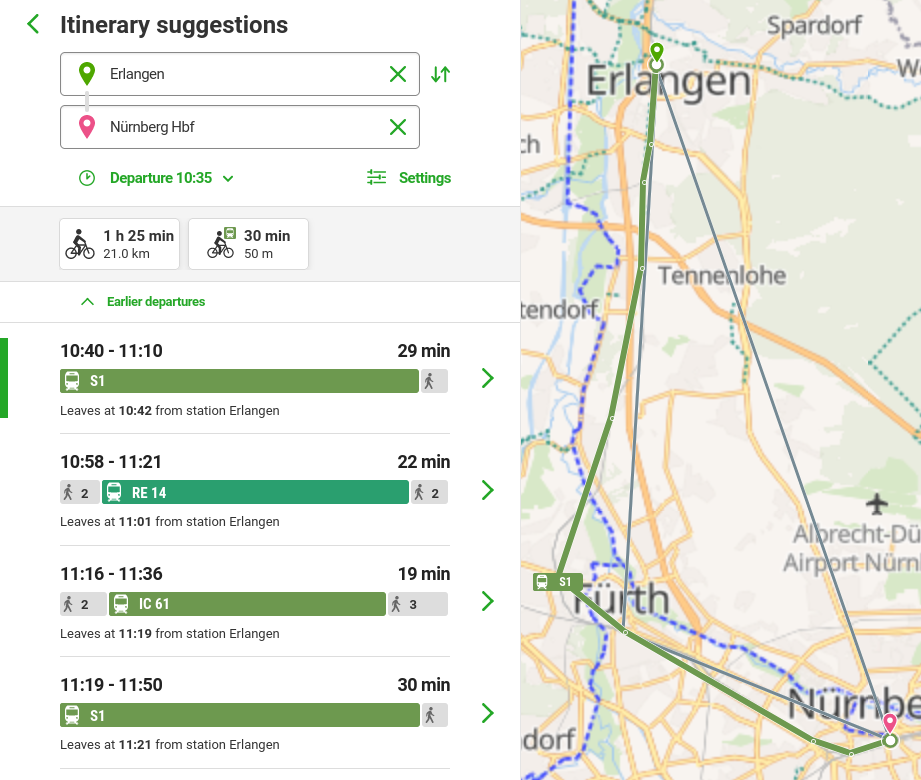 Itinerary suggestions
Erlangen
Nürnberg Hbf
Departure 10:35
Settings
1 h 25 min
21.0 km
30 min
50 m
Earlier departures
10:40 - 11:10
29 min
S1
Leaves at 10:42 from station Erlangen
10:58 - 11:21
22 min
2
RE 14
2
Leaves at 11:01 from station Erlangen
11:16 - 11:36
19 min
2
IC 61
3
Leaves at 11:19 from station Erlangen
11:19 - 11:50
30 min
S1
Leaves at 11:21 from station Erlangen
Spardorf
Erlangen
We
ch
Tennenlohe
tendorf
Albrecht-Dü
Airport Nürn
S1
Fürth
Nürnbe
dorf